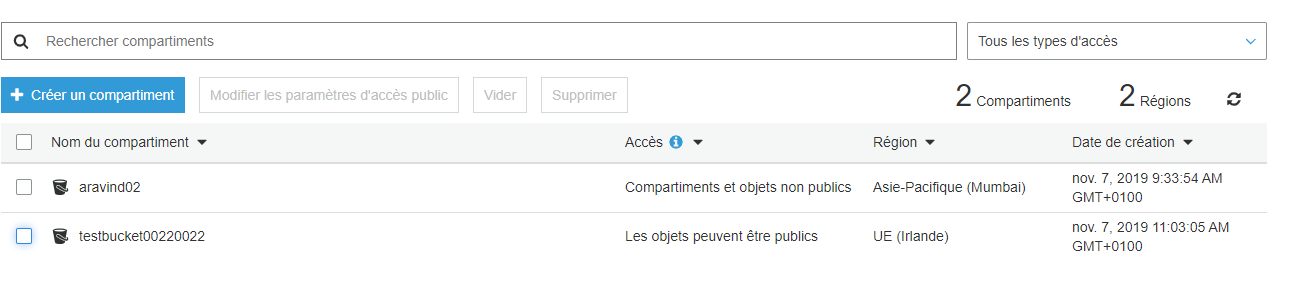 Rechercher compartiments
Tous les types d'accès
Créer un compartiment
Modifier les paramètres d'accès public
Vider
Supprimer
2 Compartiments
2 Régions
Nom du compartiment
Accès
Région
Date de création
aravind02
Compartiments et objets non publics
Asie-Pacifique (Mumbai)
nov. 7, 2019 9:33:54 AM
GMT+0100
testbucket00220022
Les objets peuvent être publics
UE (Irlande)
nov. 7, 2019 11:03:05 AM
GMT+0100